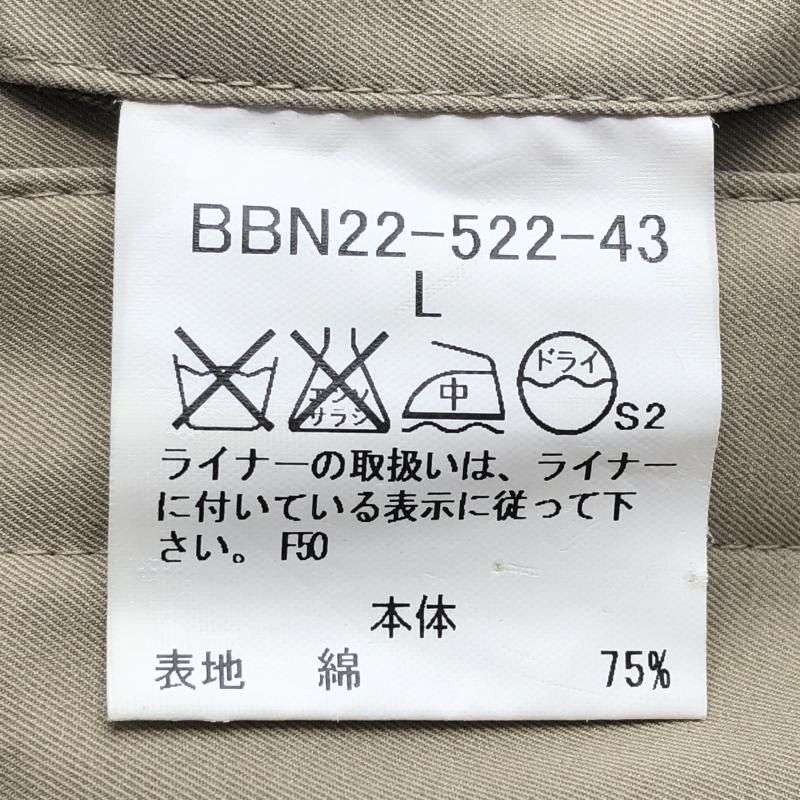 BBN22-522-43
L
エンソ
サラシ
中
ドライ
S2
ライナーの取扱いは、ライナー
に付いている表示に従って下
さい。 F50
本体
表地 綿 75%